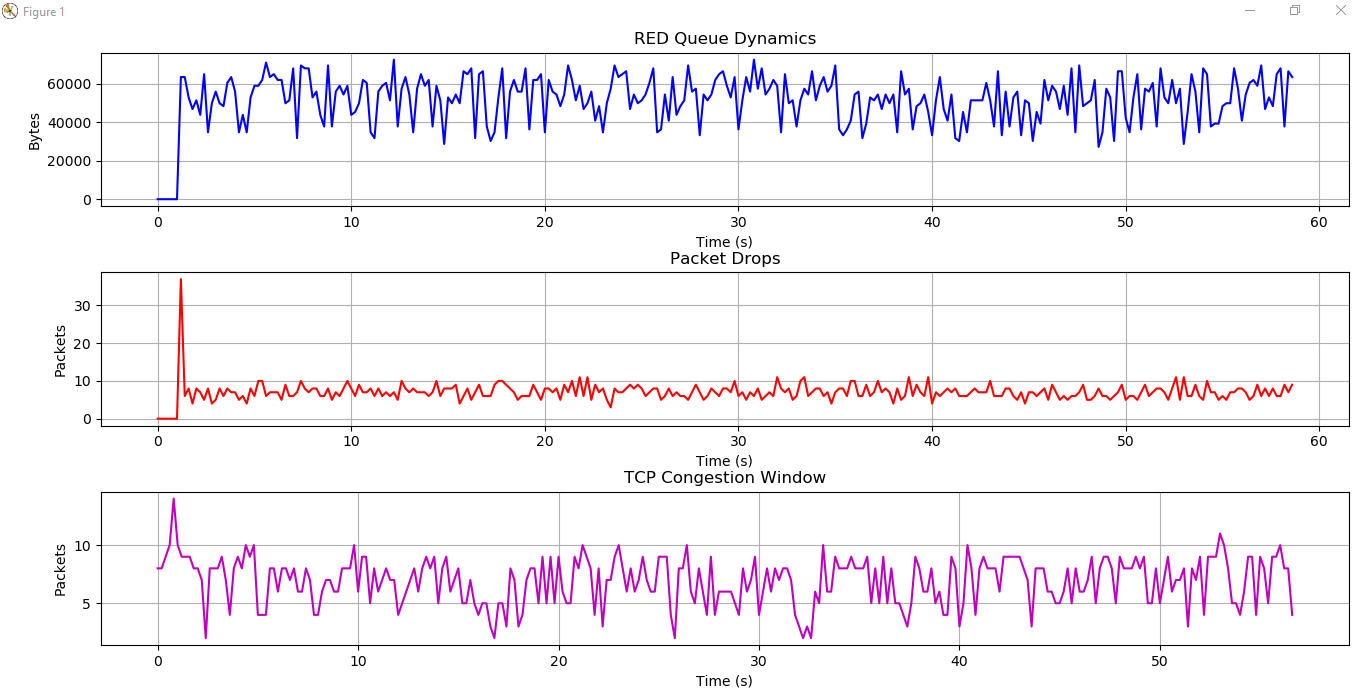 Figure 1
RED Queue Dynamics
60000
40000
20000
0
Bytes
0 10 20 30 40 50 60
Time (s)
Packet Drops
30
20
10
0
Packets
0 10 20 30 40 50 60
Time (s)
TCP Congestion Window
10
5
Packets
0 10 20 30 40 50
Time (s)